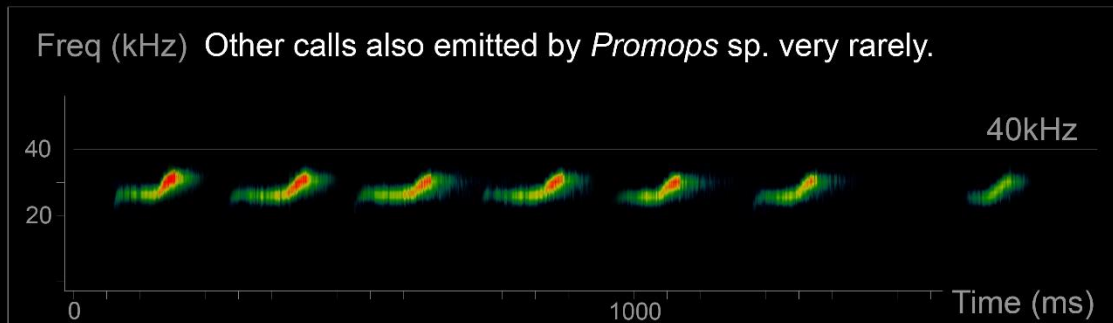 Freq (kHz) Other calls also emitted by Promops sp. very rarely.
40kHz
40
20
0 1000 Time (ms)